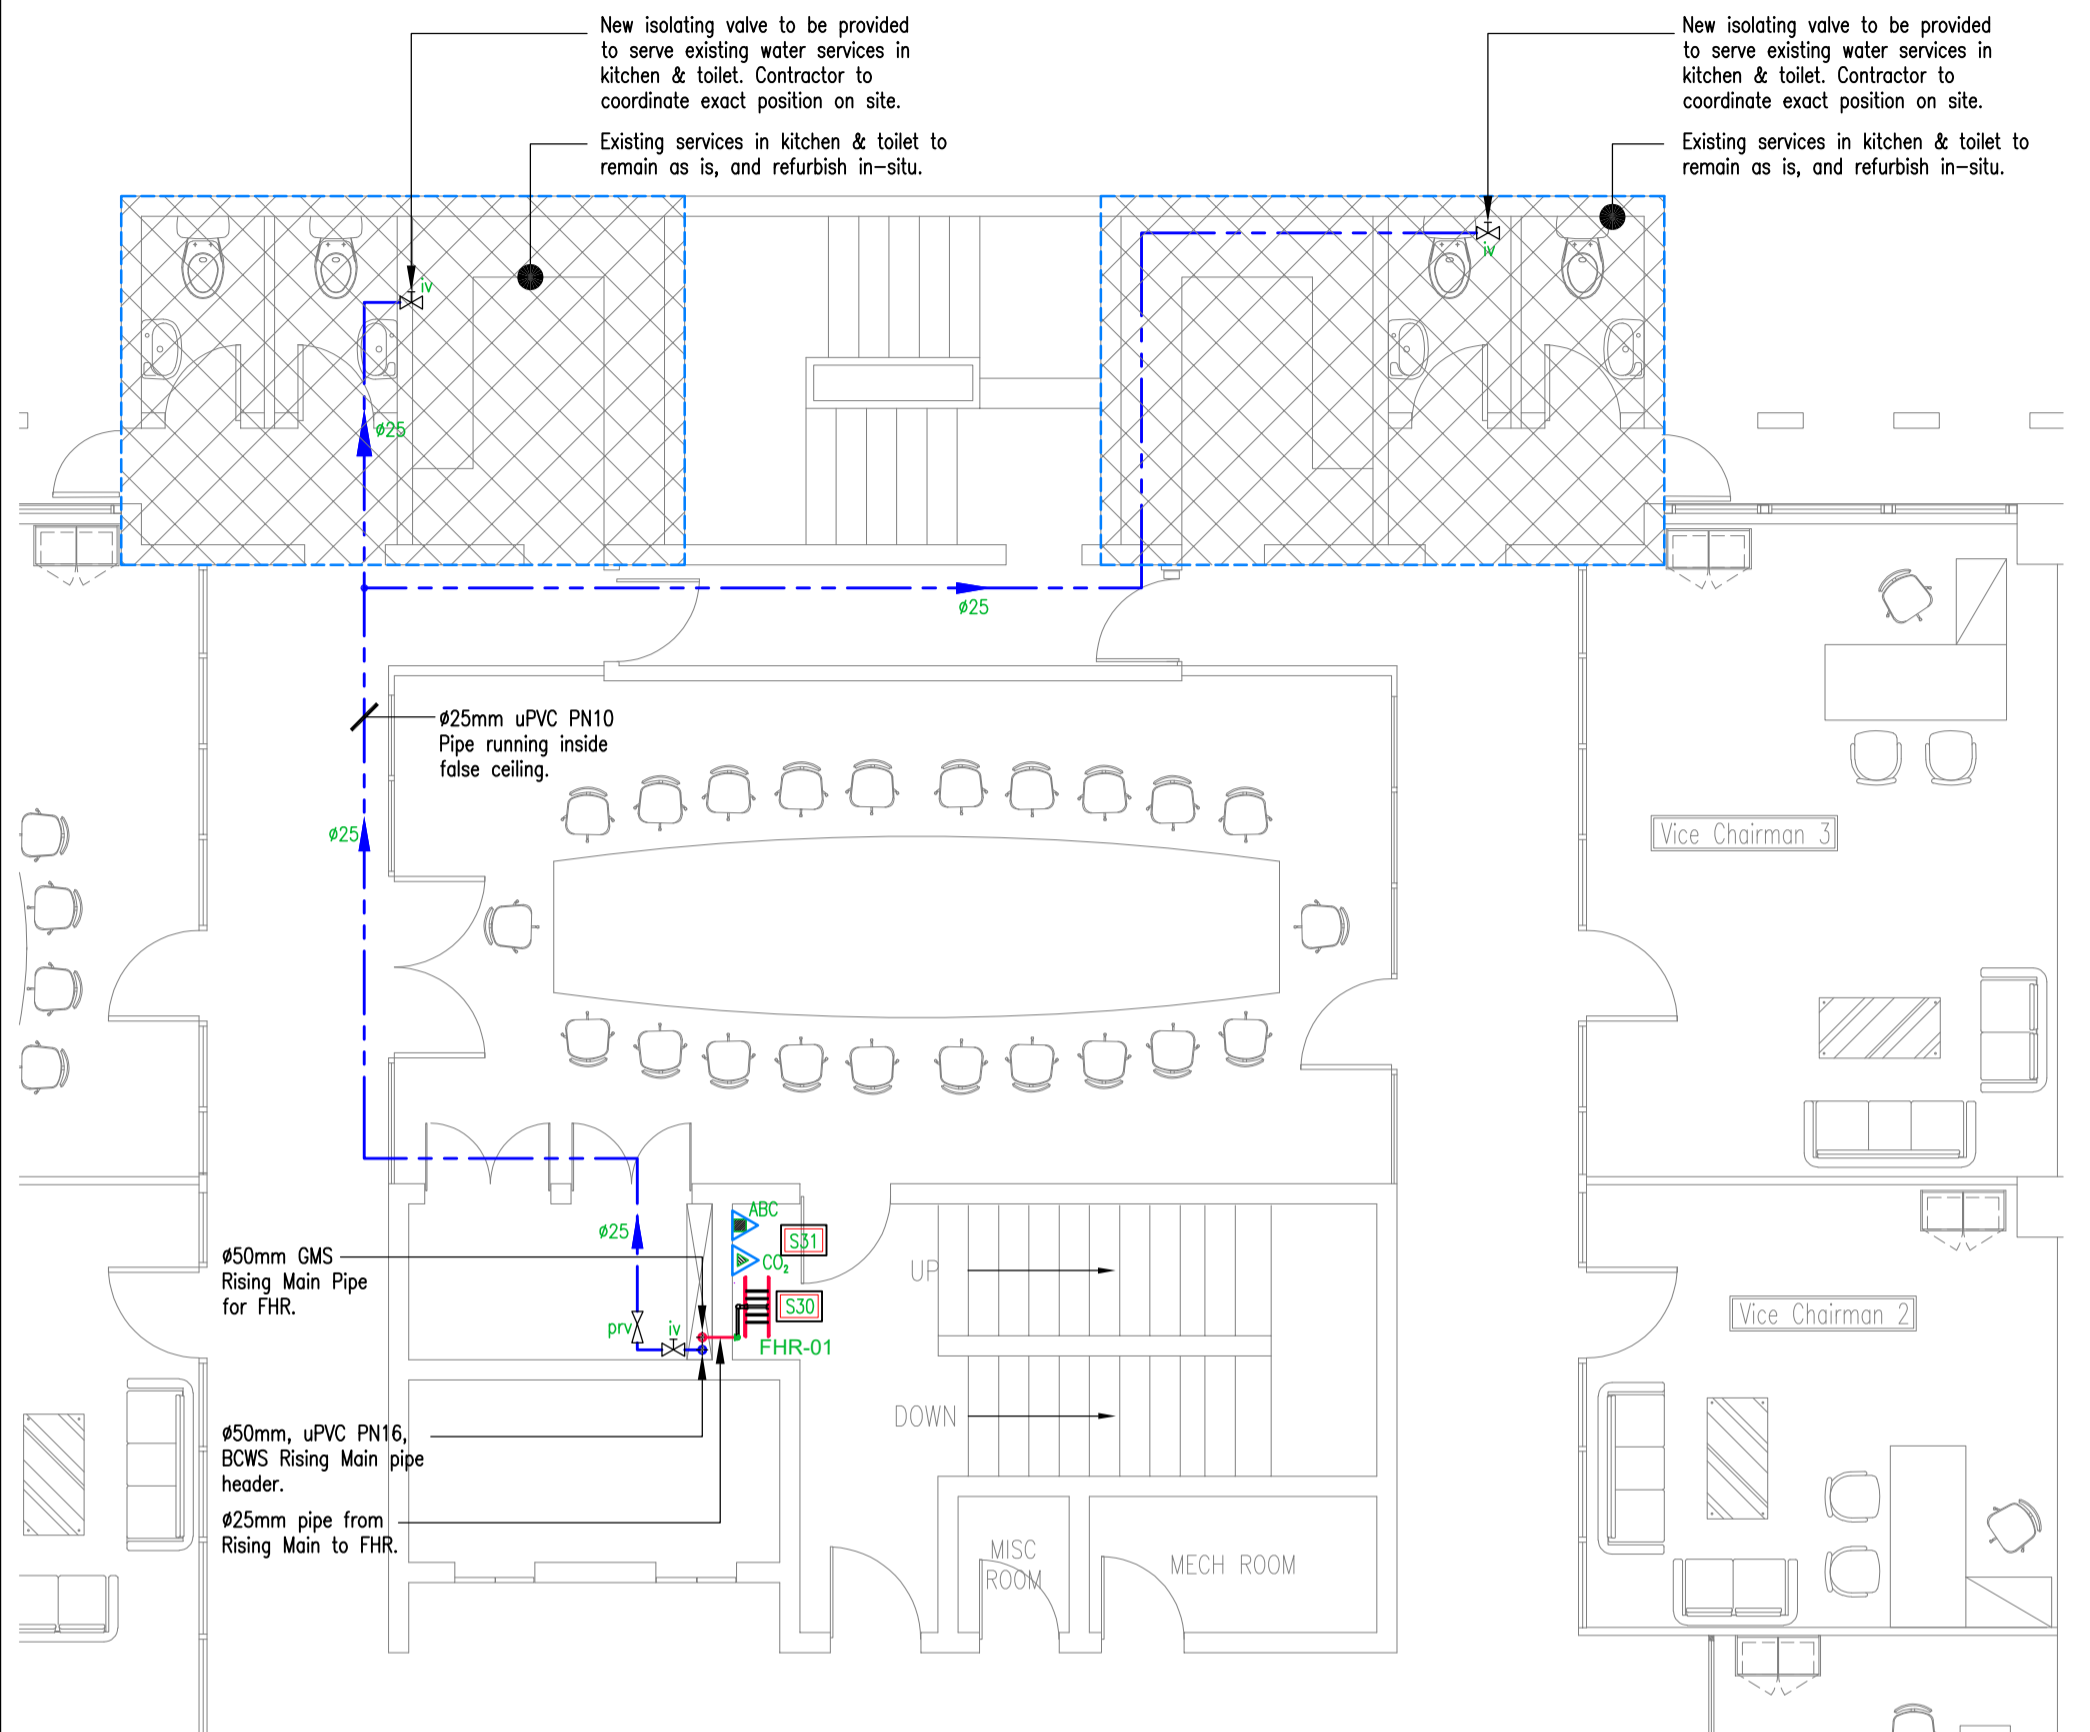 New isolating valve to be provided
to serve existing water services in
kitchen & toilet. Contractor to
coordinate exact position on site.
Existing services in kitchen & toilet to
remain as is, and refurbish in-situ.
New isolating valve to be provided
to serve existing water services in
kitchen & toilet. Contractor to
coordinate exact position on site.
Existing services in kitchen & toilet to
remain as is, and refurbish in-situ.
iv
iv
ø25
ø25
ø25mm uPVC PN10
Pipe running inside
false ceiling.
ø25
Vice Chairman 3
ABC
S31
ø25
CO₂
ø50mm GMS
Rising Main Pipe
for FHR.
UP
S30
prv
iv
FHR-01
Vice Chairman 2
DOWN
ø50mm, uPVC PN16,
BCWS Rising Main pipe
header.
ø25mm pipe from
Rising Main to FHR.
MISC
ROOM
MECH ROOM